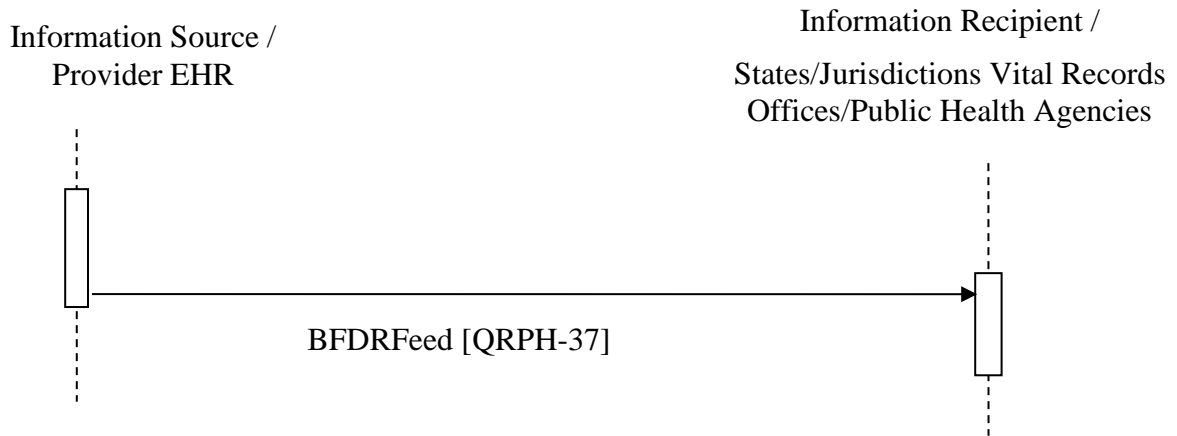 Information Source /
Provider EHR
Information Recipient /
States/Jurisdictions Vital Records
Offices/Public Health Agencies
BFDRFeed [QRPH-37]